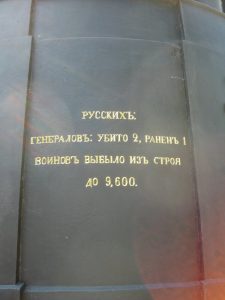 РУССКИХЪ:
ГЕНЕРАЛОВЪ: УБИТО 2, РАНЕНЪ 1
ВОИНОВЪ ВЫБЫЛО ИЗЪ СТРОЯ
ДО 9,600.